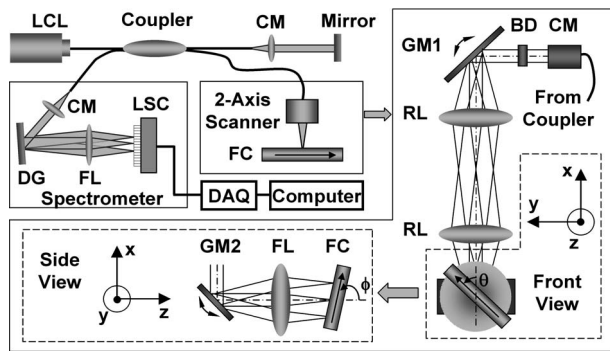 LCL
Coupler
CM
Mirror
CM
LSC
DG
FL
Spectrometer
2-Axis
Scanner
FC
DAQ
Computer
GM1
BD
CM
From
Coupler
RL
RL
x
y
z
θ
Front
View
Side
View
x
y
z
GM2
FL
FC
ϕ